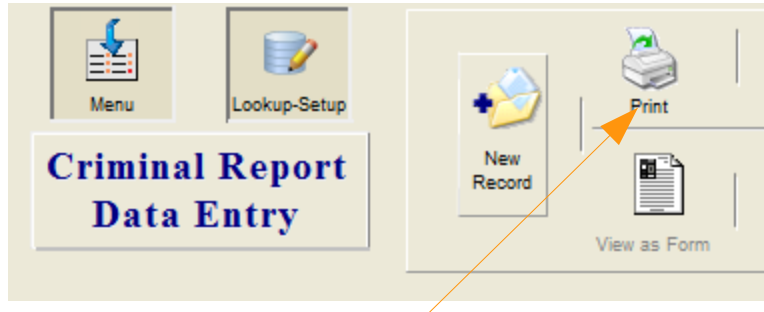 Menu
Lookup-Setup
Criminal Report
Data Entry
New
Record
Print
View as Form